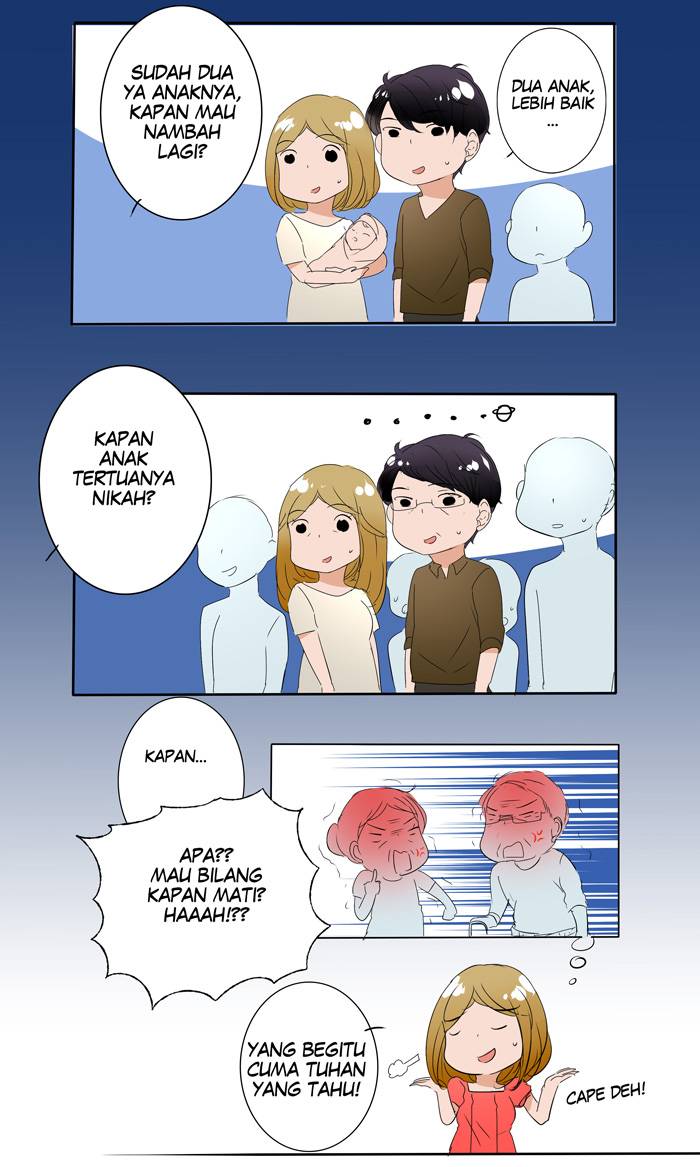 SUDAH DUA
YA ANAKNYA,
KAPAN MAU
NAMBAH
LAGI?
DUA ANAK,
LEBIH BAIK
...
KAPAN
ANAK
TERTUANYA
NIKAH?
KAPAN...
APA??
MAU BILANG
KAPAN MATI?
HAAAH!??
YANG BEGITU
CUMA TUHAN
YANG TAHU!
CAPE DEH!